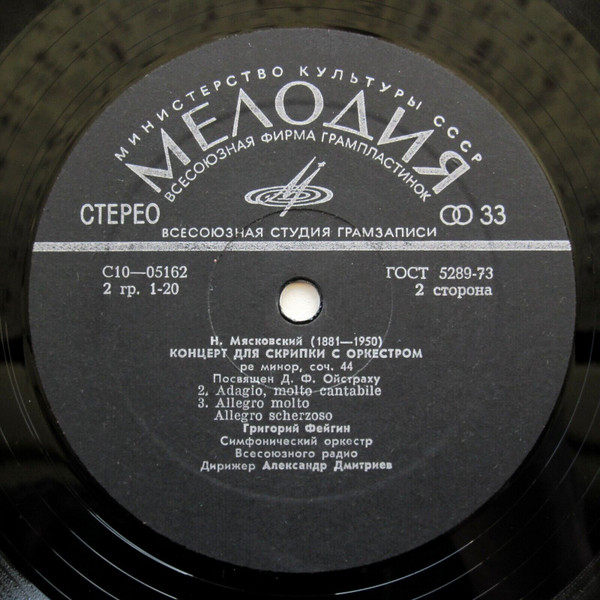 МИНИСТЕРСТВО КУЛЬТУРЫ СССР
МЕЛОДИЯ
ВСЕСОЮЗНАЯ ФИРМА ГРАМПЛАСТИНОК
СТЕРЕО 33
ВСЕСОЮЗНАЯ СТУДИЯ ГРАМЗАПИСИ
С10—05162 ГОСТ 5289-73
2 гр. 1-20 2 сторона
Н. Мясковский (1881—1950)
КОНЦЕРТ ДЛЯ СКРИПКИ С ОРКЕСТРОМ
ре минор, соч. 44
Посвящен Д. Ф. Ойстраху
2. Adagio, molto cantabile
3. Allegro molto
Allegro scherzoso
Григорий Фейгин
Симфонический оркестр
Всесоюзного радио
Дирижер Александр Дмитриев